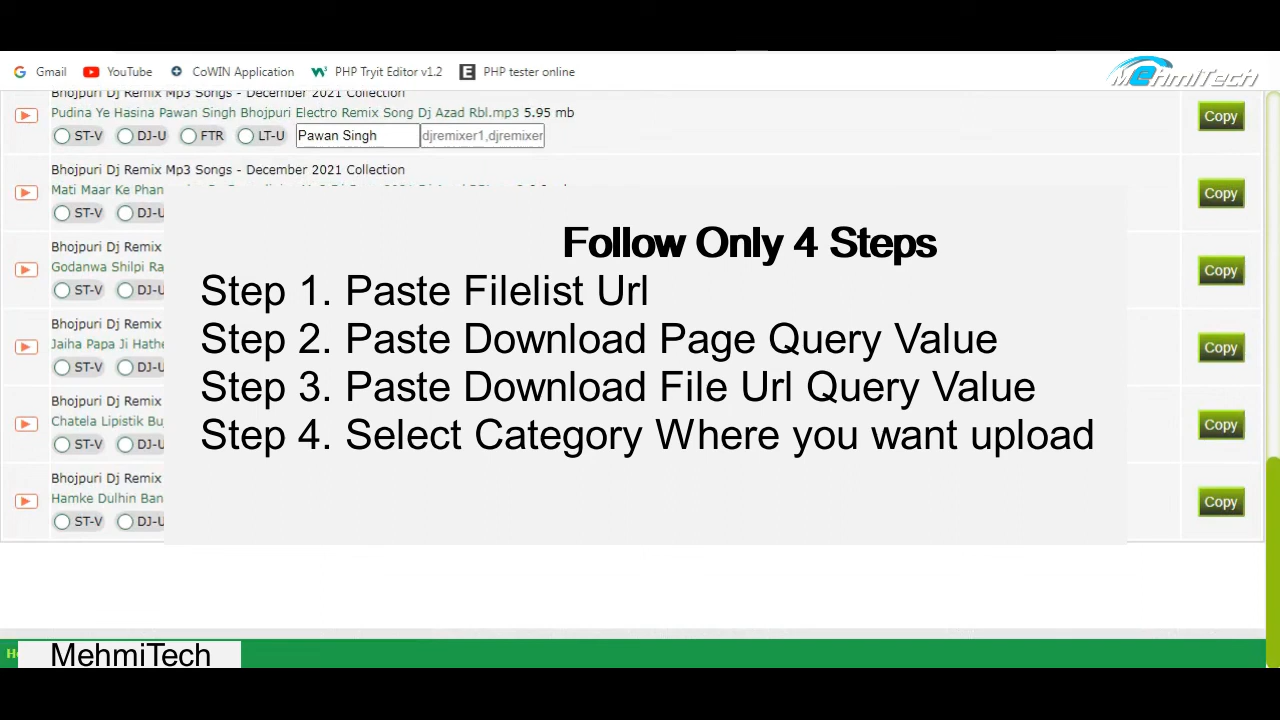 Gmail YouTube CoWIN Application PHP Tryit Editor v1.2 E PHP tester online
MehmiTech
Bhojpuri Dj Remix Mp3 Songs - December 2021 Collection
Pudina Ye Hasina Pawan Singh Bhojpuri Electro Remix Song Dj Azad Rbl.mp3 5.95 mb
Copy
ST-V DJ-U FTR LT-U Pawan Singh djremixer1,djremixer
Bhojpuri Dj Remix Mp3 Songs - December 2021 Collection
Mati Maar Ke Phan
Copy
ST-V DJ-U
Follow Only 4 Steps
Bhojpuri Dj Remix
Godanwa Shilpi Ra
Copy
ST-V DJ-U
Step 1. Paste Filelist Url
Bhojpuri Dj Remix
Step 2. Paste Download Page Query Value
Jaiha Papa Ji Hathe
Copy
ST-V DJ-U
Step 3. Paste Download File Url Query Value
Bhojpuri Dj Remix
Chatela Lipistik Bu
Copy
Step 4. Select Category Where you want upload
ST-V DJ-U
Bhojpuri Dj Remix
Hamke Dulhin Ban
Copy
ST-V DJ-U
MehmiTech